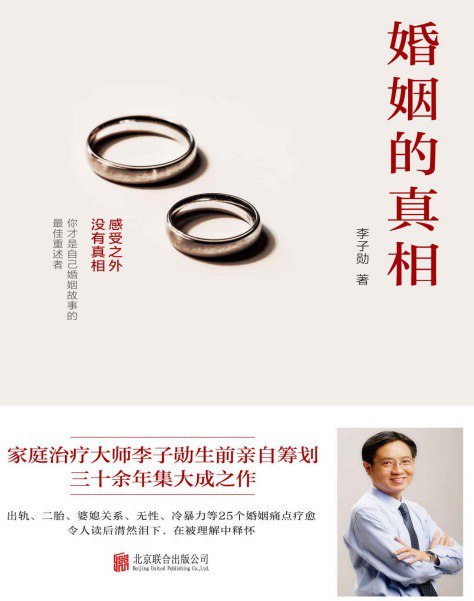 婚姻的真相
李子勋 著
感受之外
没有真相
你才是自己婚姻故事的
最佳重述者
家庭治疗大师李子勋生前亲自筹划
三十余年集大成之作
出轨、二胎、婆媳关系、无性、冷暴力等25个婚姻痛点疗愈
令人读后潸然泪下，在被理解中释怀
北京联合出版公司
Beijing United Publishing Co.,Ltd.